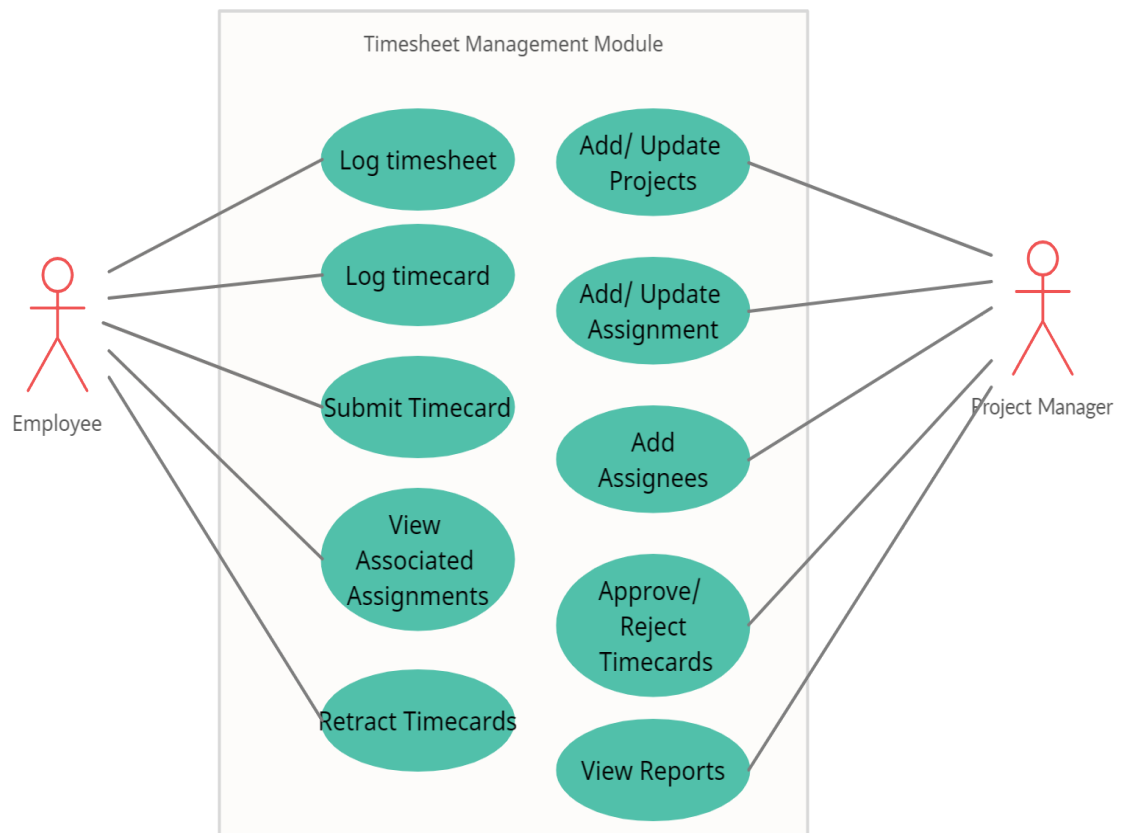 Timesheet Management Module
Log timesheet
Add/ Update
Projects
Log timecard
Add/ Update
Assignment
Employee
Project Manager
Submit Timecard
Add
Assignees
View
Associated
Assignments
Approve/
Reject
Timecards
Retract Timecards
View Reports